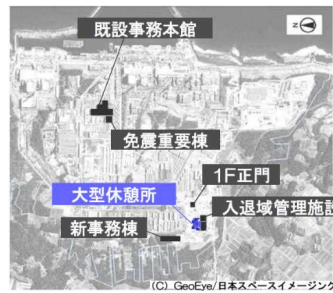 既設事務本館
N
免震重要棟
1F正門
大型休憩所
入退域管理施設
新事務棟
(C) GeoEye/日本スペースイメージング